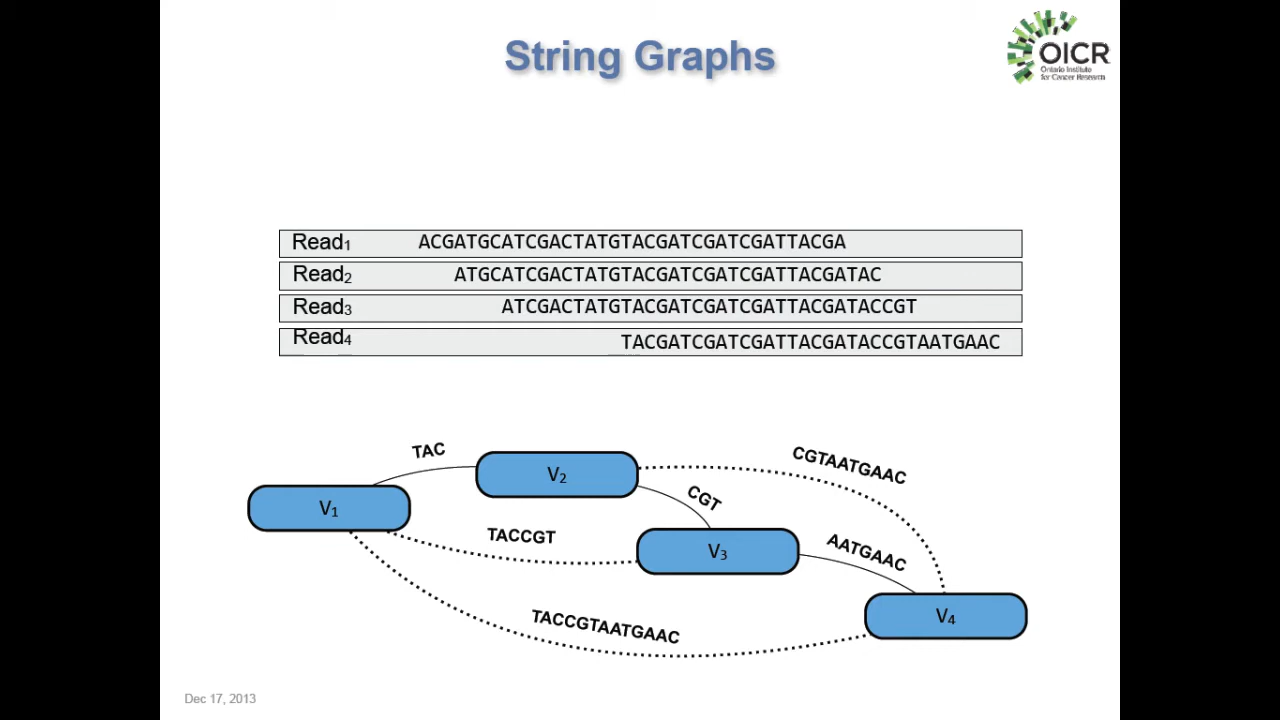 String Graphs
OICR
Ontario Institute
for Cancer Research
Read1 ACGATGCATCGACTATGTACGATCGATCGATTACGA
Read2 ATGCATCGACTATGTACGATCGATCGATTACGATAC
Read3 ATCGACTATGTACGATCGATCGATTACGATACCGT
Read4 TACGATCGATCGATTACGATACCGTAATGAAC
TAC
CGTAATGAAC
V2
CGT
V1
TACCGT
V3
AATGAAC
TACCGTAATGAAC
V4
Dec 17, 2013